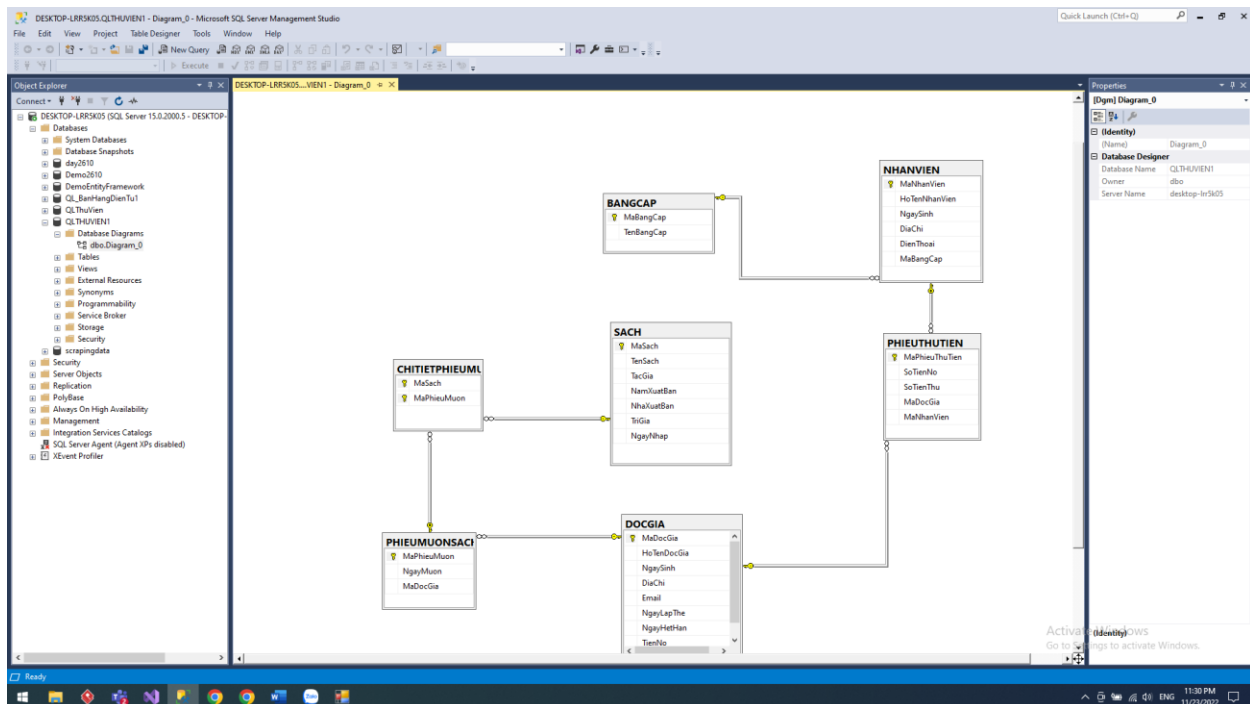 DESKTOP-LRR5K05.QLTHUVIEN1 - Diagram_0 - Microsoft SQL Server Management Studio
Quick Launch (Ctrl+Q)
File Edit View Project Table Designer Tools Window Help
New Query
Execute
Object Explorer
Connect
DESKTOP-LRR5K05 (SQL Server 15.0.2000.5 - DESKTOP-
Databases
System Databases
Database Snapshots
day2610
Demo2610
DemoEntityFramework
QL_BanHangDienTu1
QLThuVien
QLTHUVIEN1
Database Diagrams
dbo.Diagram_0
Tables
Views
External Resources
Synonyms
Programmability
Service Broker
Storage
Security
scrapingdata
Security
Server Objects
Replication
PolyBase
Always On High Availability
Management
Integration Services Catalogs
SQL Server Agent (Agent XPs disabled)
XEvent Profiler
DESKTOP-LRR5K05....VIEN1 - Diagram_0
BANGCAP
MaBangCap
TenBangCap
NHANVIEN
MaNhanVien
HoTenNhanVien
NgaySinh
DiaChi
DienThoai
MaBangCap
SACH
MaSach
TenSach
TacGia
NamXuatBan
NhaXuatBan
TriGia
NgayNhap
PHIEUTHUTIEN
MaPhieuThuTien
SoTienNo
SoTienThu
MaDocGia
MaNhanVien
CHITIETPHIEUMU
MaSach
MaPhieuMuon
PHIEUMUONSACH
MaPhieuMuon
NgayMuon
MaDocGia
DOCGIA
MaDocGia
HoTenDocGia
NgaySinh
DiaChi
Email
NgayLapThe
NgayHetHan
TienNo
Properties
[Dgm] Diagram_0
(Identity)
(Name) Diagram_0
Database Designer
Database Name QLTHUVIEN1
Owner dbo
Server Name desktop-lrr5k05
(Identity)
Activate Windows
Go to Settings to activate Windows.
Ready
Zalo
ENG
11:30 PM
11/23/2022